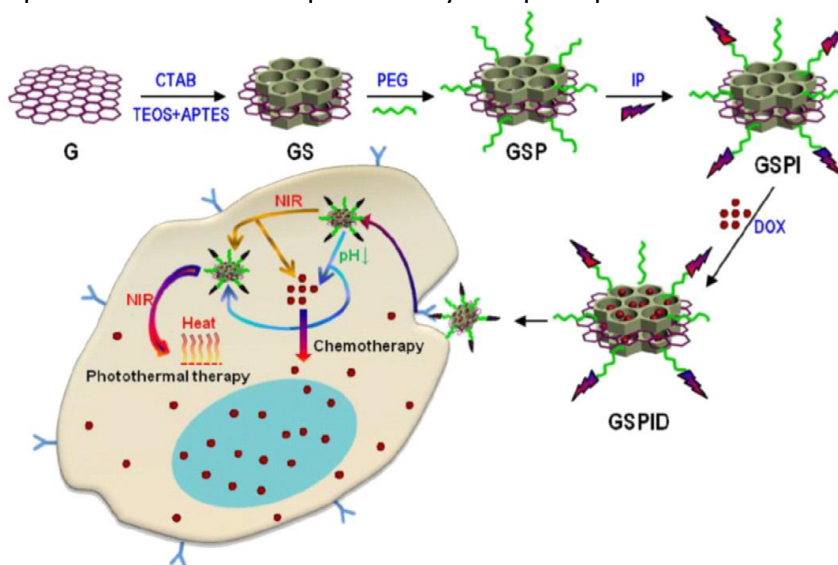 CTAB
TEOS+APTES
PEG
IP
G
GS
GSP
GSPI
DOX
NIR
pH↓
NIR
Heat
Chemotherapy
Photothermal therapy
GSPID